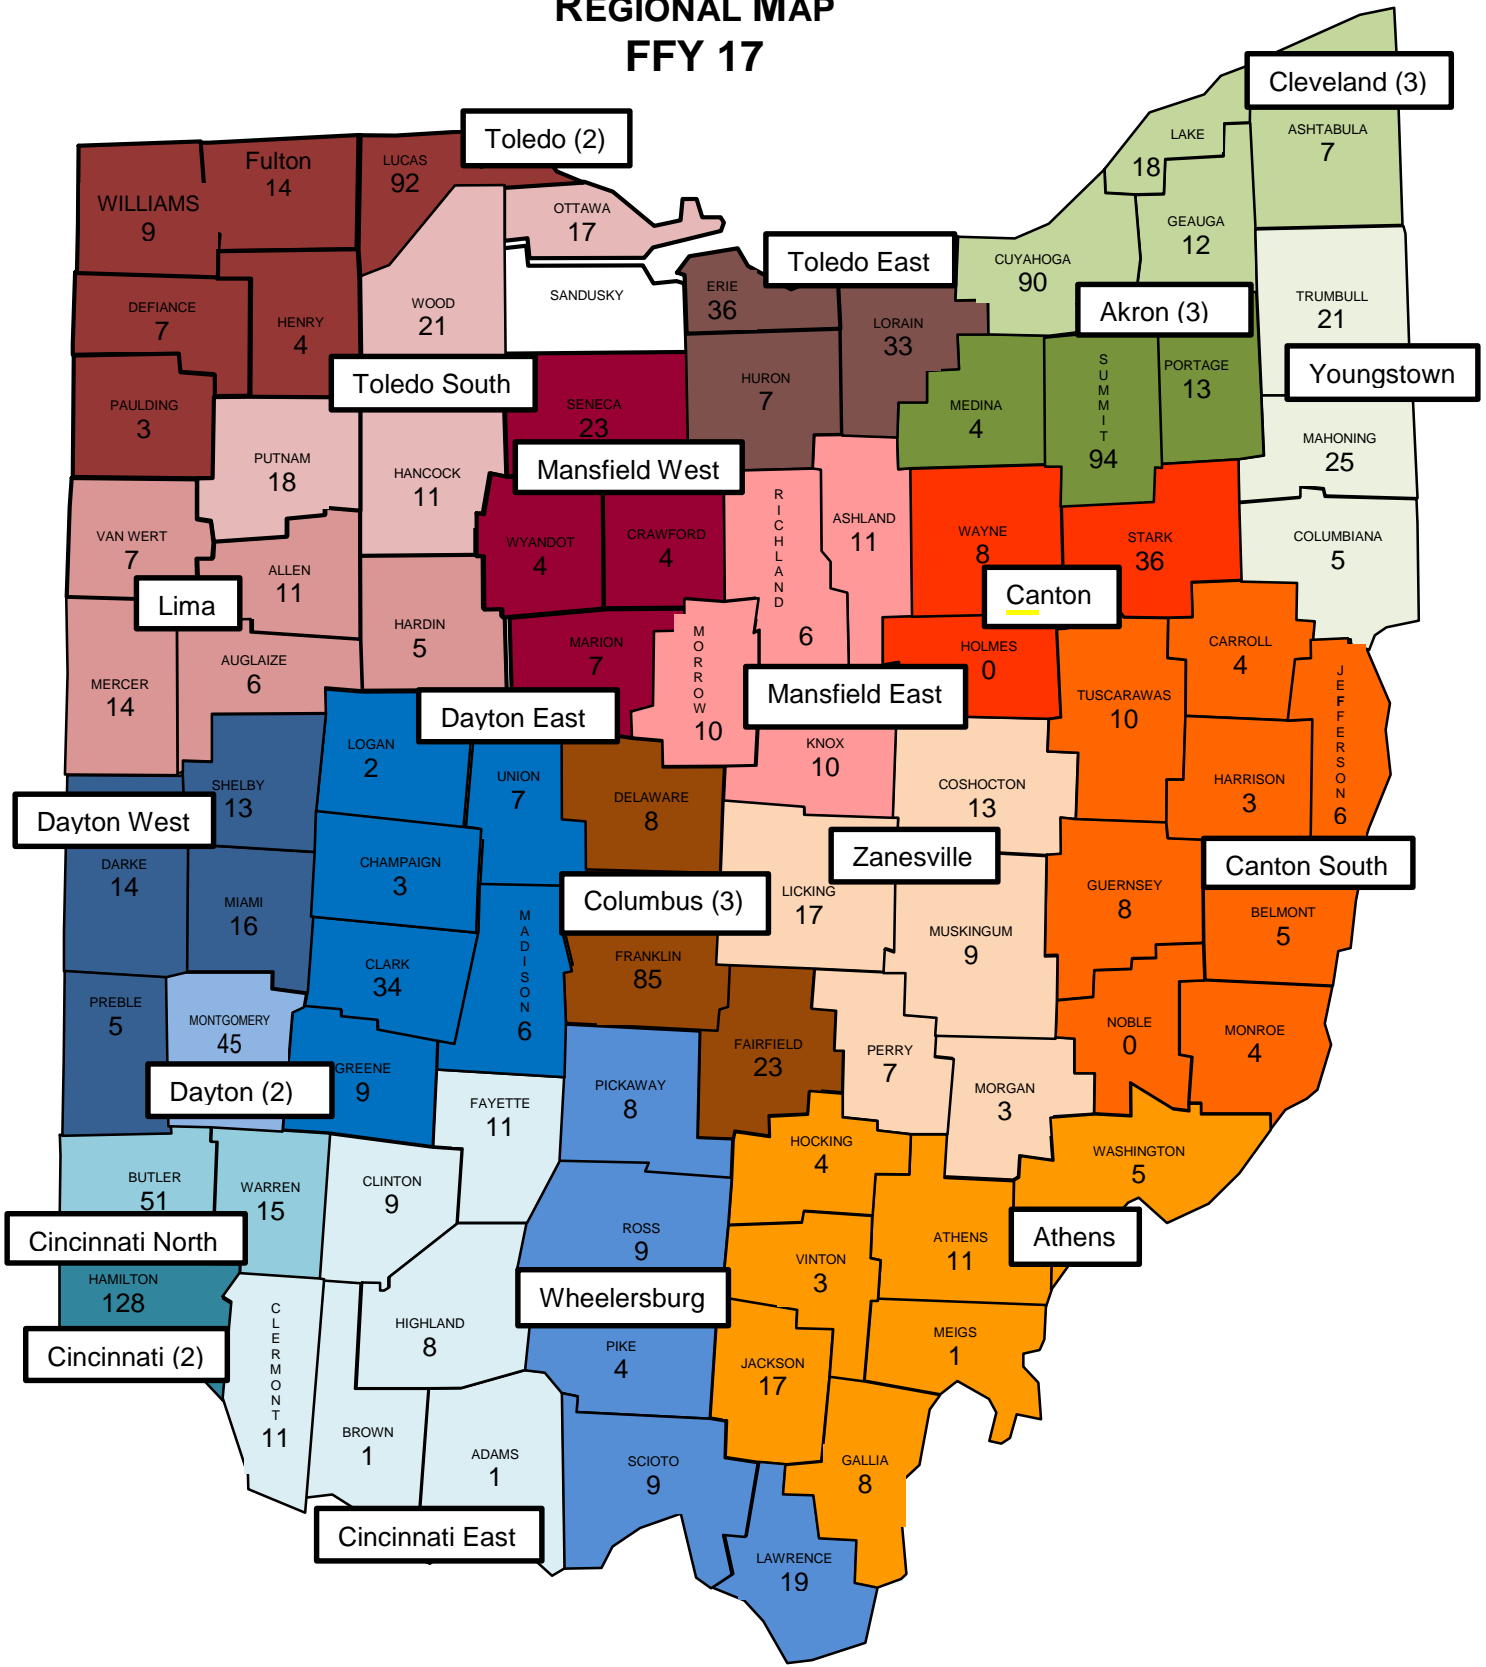 REGIONAL MAP
FFY 17
Cleveland (3)
Toledo (2)
LAKE
18
ASHTABULA
7
Fulton
14
LUCAS
92
WILLIAMS
9
OTTAWA
17
GEAUGA
12
Toledo East
CUYAHOGA
90
ERIE
36
SANDUSKY
WOOD
21
DEFIANCE
7
HENRY
4
LORAIN
33
Akron (3)
TRUMBULL
21
Toledo South
Youngstown
PAULDING
3
SENECA
23
HURON
7
MEDINA
4
SUMMIT
94
PORTAGE
13
MAHONING
25
PUTNAM
18
HANCOCK
11
Mansfield West
VAN WERT
7
ALLEN
11
WYANDOT
4
CRAWFORD
4
RICHLAND
6
ASHLAND
11
WAYNE
8
STARK
36
COLUMBIANA
5
Lima
Canton
MERCER
14
AUGLAIZE
6
HARDIN
5
MARION
7
MORROW
10
HOLMES
0
CARROLL
4
Mansfield East
TUSCARAWAS
10
JEFFERSON
6
Dayton East
LOGAN
2
UNION
7
KNOX
10
SHELBY
13
DELAWARE
8
COSHOCTON
13
HARRISON
3
Dayton West
Zanesville
Canton South
DARKE
14
CHAMPAIGN
3
MIAMI
16
Columbus (3)
LICKING
17
GUERNSEY
8
BELMONT
5
MADISON
6
MUSKINGUM
9
CLARK
34
FRANKLIN
85
PREBLE
5
MONTGOMERY
45
NOBLE
0
MONROE
4
Dayton (2)
GREENE
9
FAIRFIELD
23
PERRY
7
FAYETTE
11
PICKAWAY
8
MORGAN
3
HOCKING
4
WASHINGTON
5
BUTLER
51
WARREN
15
CLINTON
9
ROSS
9
ATHENS
11
Athens
Cincinnati North
VINTON
3
HAMILTON
128
Wheelersburg
Cincinnati (2)
CLERMONT
11
HIGHLAND
8
PIKE
4
MEIGS
1
JACKSON
17
BROWN
1
ADAMS
1
SCIOTO
9
GALLIA
8
Cincinnati East
LAWRENCE
19